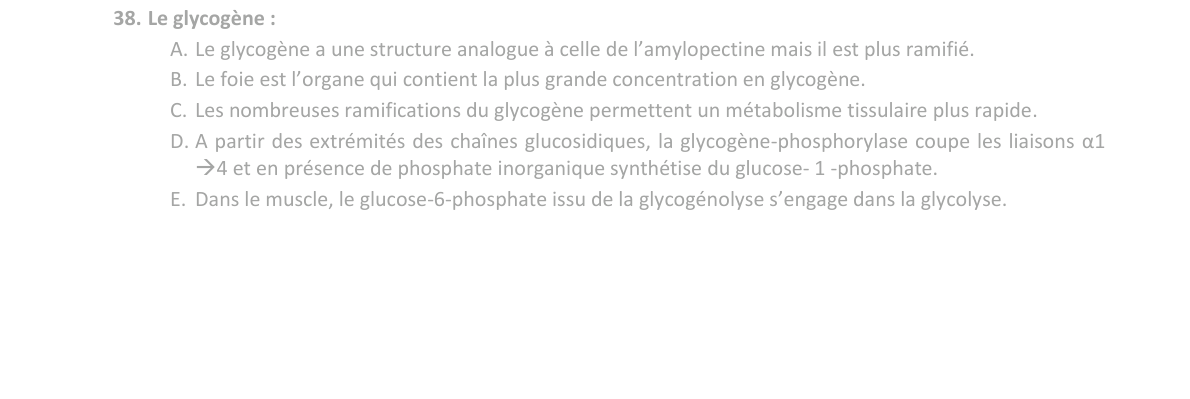 38. Le glycogène :
A. Le glycogène a une structure analogue à celle de l’amylopectine mais il est plus ramifié.
B. Le foie est l’organe qui contient la plus grande concentration en glycogène.
C. Les nombreuses ramifications du glycogène permettent un métabolisme tissulaire plus rapide.
D. A partir des extrémités des chaînes glucosidiques, la glycogène-phosphorylase coupe les liaisons α1
→4 et en présence de phosphate inorganique synthétise du glucose- 1 -phosphate.
E. Dans le muscle, le glucose-6-phosphate issu de la glycogénolyse s’engage dans la glycolyse.